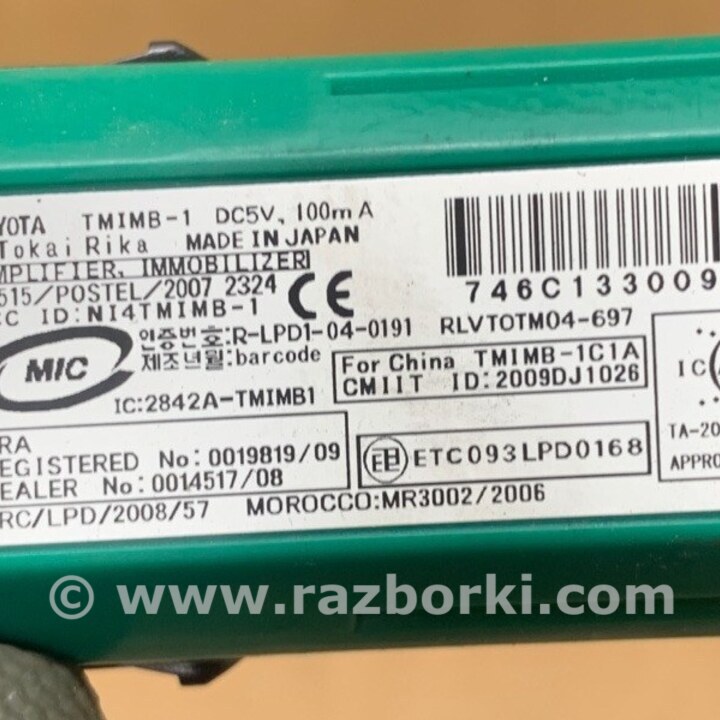 YOTA TMIMB-1 DC5V, 100mA
Tokai Rika MADE IN JAPAN
MPLIFIER, IMMOBILIZER
515/POSTEL/2007 2324 CE
C ID:NI4TMIMB-1
746C133009
MIC
인증번호:R-LPD1-04-0191 RLVTOTM04-697
제조년월:barcode
For China TMIMB-1C1A
CMIIT ID:2009DJ1026
IC:2842A-TMIMB1
IC
TA-20
APPRO
RA
EGISTERED No:0019819/09
EALER No:0014517/08
ETC093LPD0168
RC/LPD/2008/57 MOROCCO:MR3002/2006
© www.razborki.com